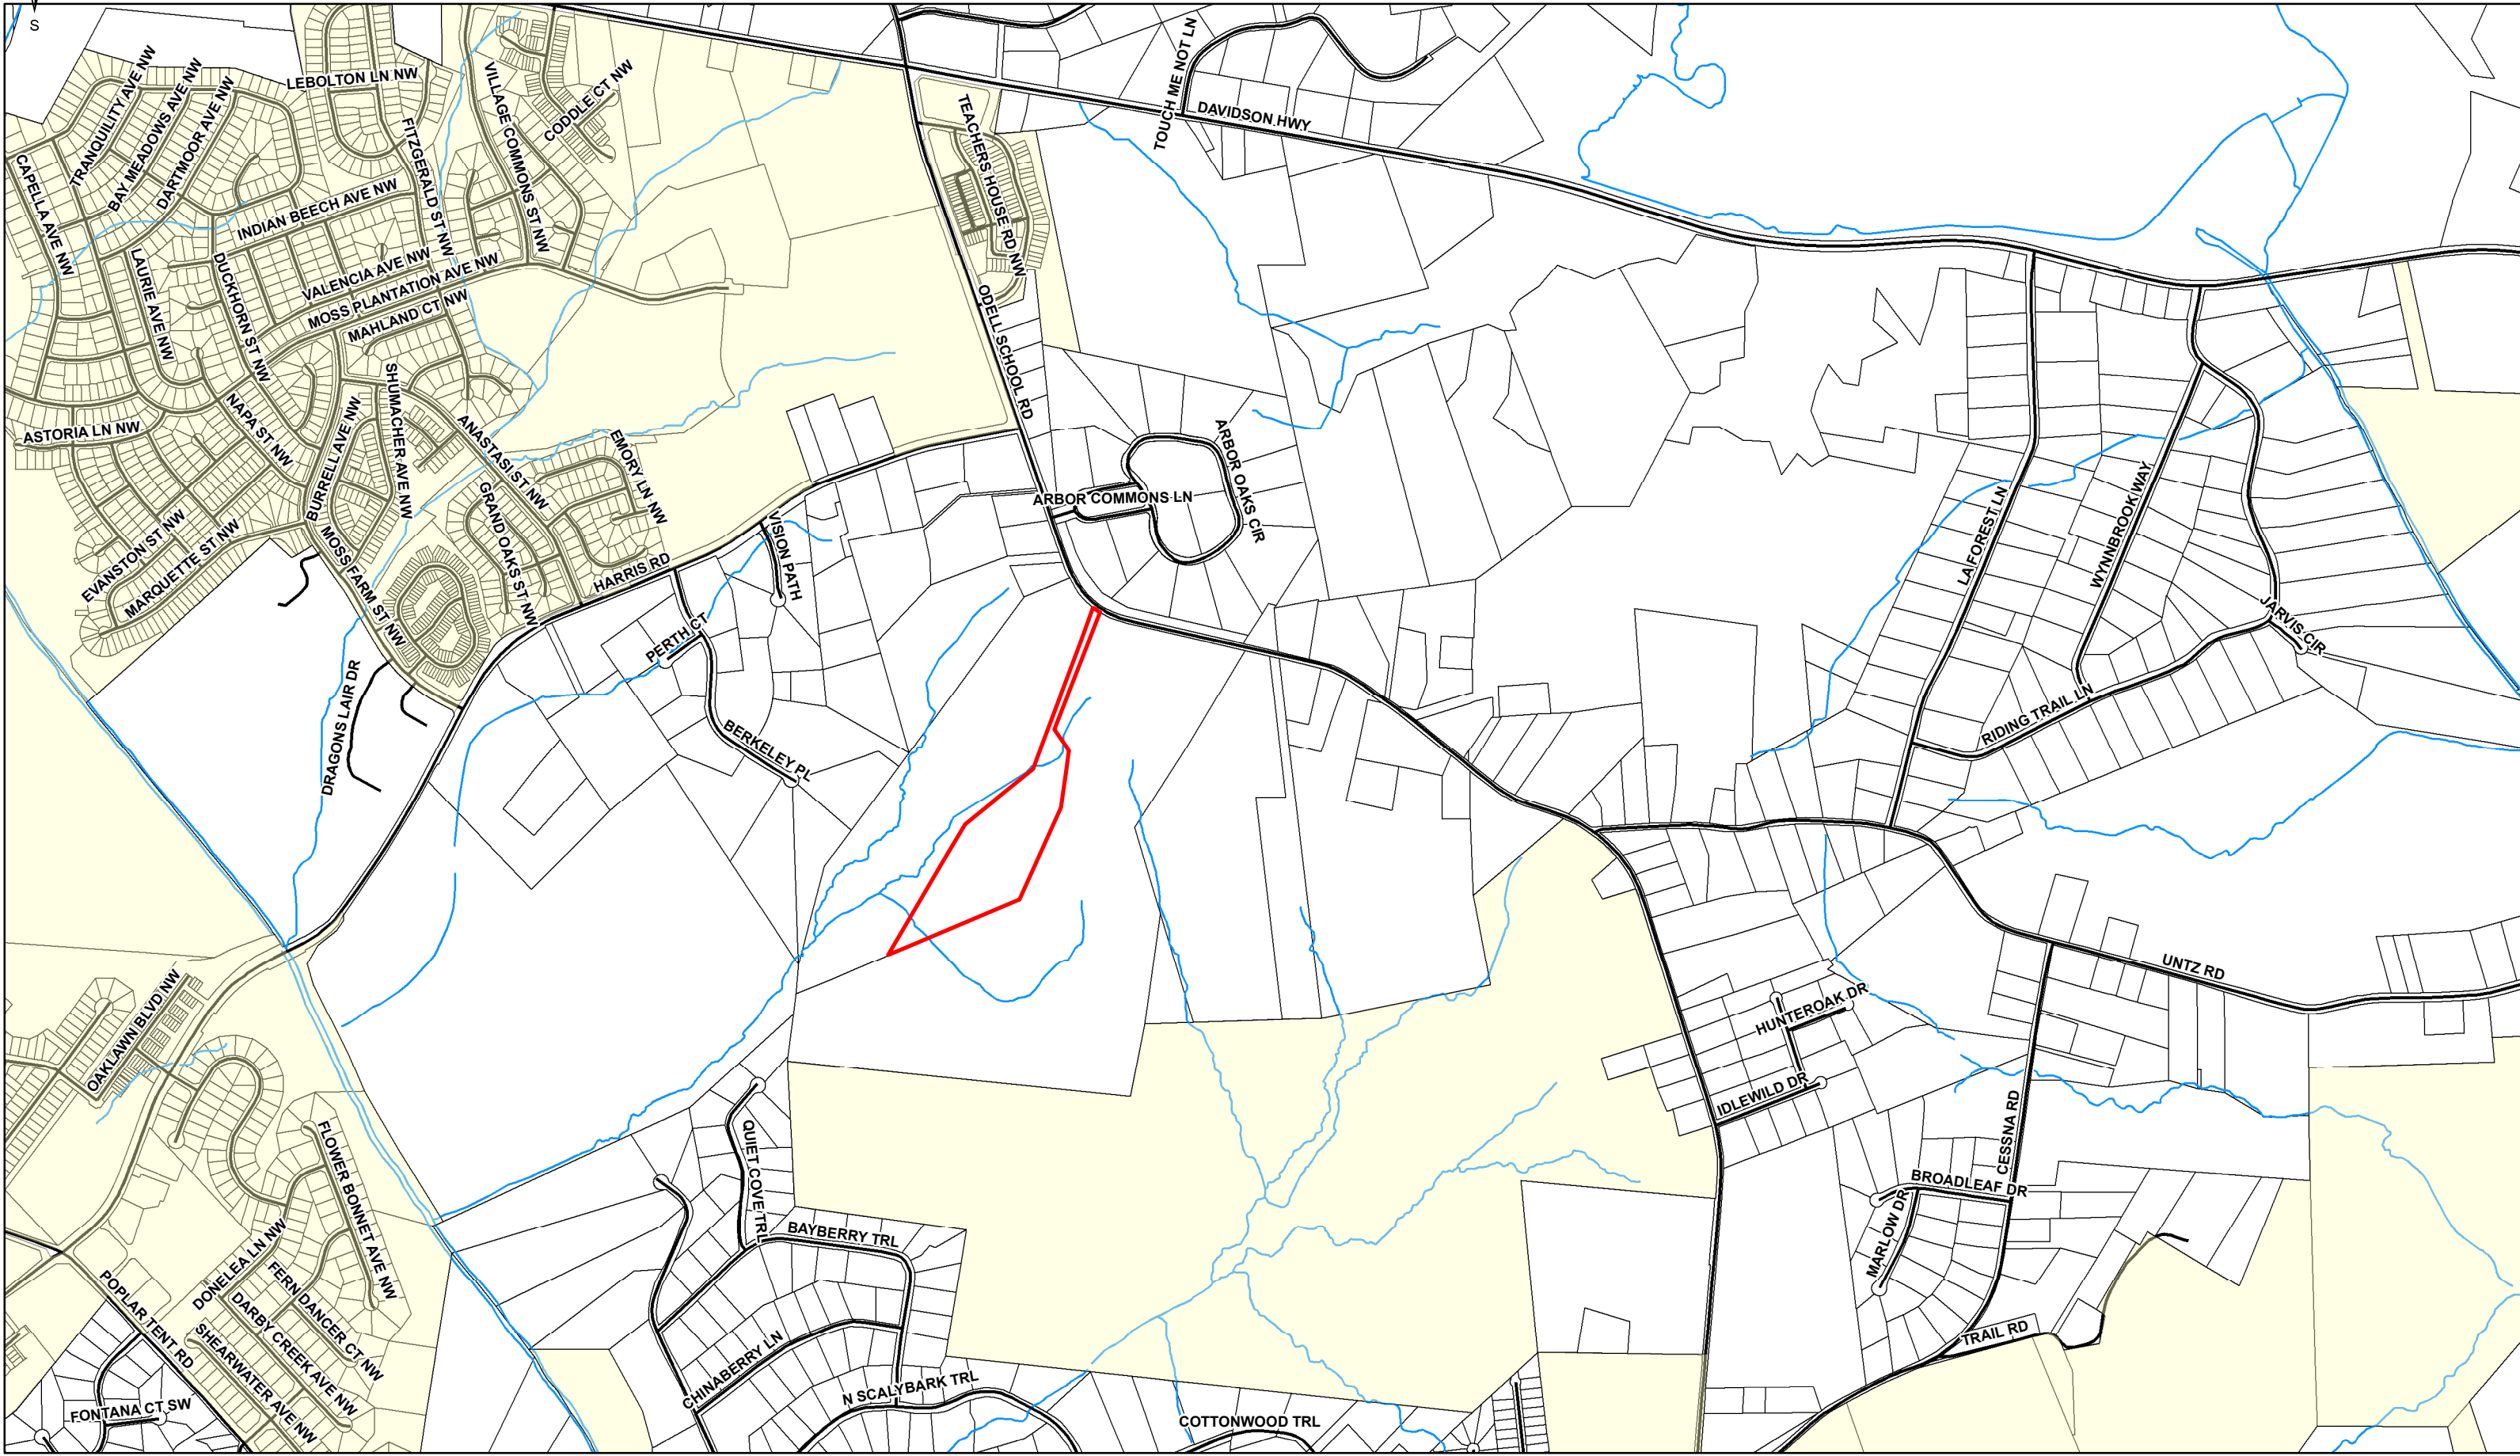 S
TOUCH ME NOT LN
DAVIDSON HWY
LEBOLTON LN NW
TRANQUILITY AVE NW
BAY MEADOWS AVE NW
DARTMOOR AVE NW
VILLAGE COMMONS ST NW
CODDLE CT NW
FITZGERALD ST NW
TEACHERS HOUSE RD NW
CAPELLA AVE NW
INDIAN BEECH AVE NW
LAURIE AVE NW
DUCKHORN ST NW
VALENCIA AVE NW
MOSS PLANTATION AVE NW
MAHLAND CT NW
ODELL SCHOOL RD
SHUMACHER AVE NW
NAPA ST NW
ASTORIA LN NW
BURRELL AVE NW
ANASTASI ST NW
EMORY LN NW
GRAND OAKS ST NW
ARBOR OAKS CIR
ARBOR COMMONS LN
EVANSTON ST NW
MARQUETTE ST NW
MOSS FARM ST NW
HARRIS RD
VISION PATH
LA FOREST LN
WYNNBROOK WAY
JARVIS CIR
PERTH CT
DRAGONS LAIR DR
BERKELEY PL
RIDING TRAIL LN
UNTZ RD
OAKLAWN BLVD NW
HUNTEROAK DR
IDLEWILD DR
CESSNA RD
FLOWER BONNET AVE NW
QUIET COVE TRL
BROADLEAF DR
MARLOW DR
BAYBERRY TRL
DONELEA LN NW
FERN DANCER CT NW
POPLAR TENT RD
DARBY CREEK AVE NW
SHEARWATER AVE NW
TRAIL RD
CHINABERRY LN
N SCALYBARK TRL
FONTANA CT SW
COTTONWOOD TRL